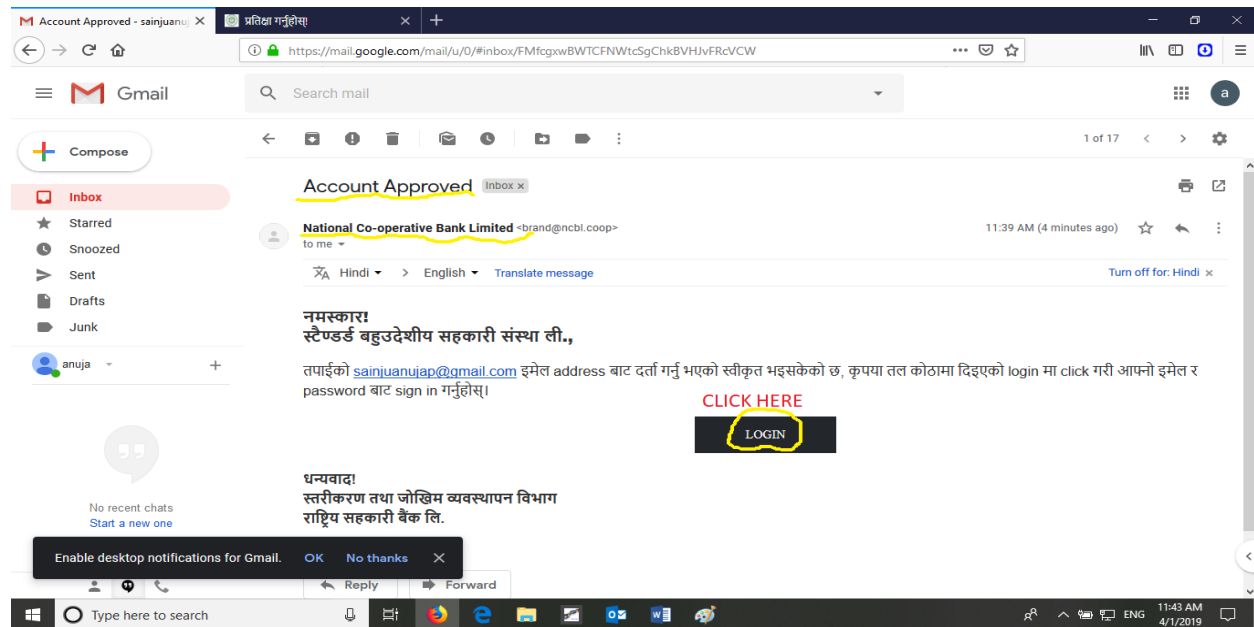 Account Approved - sainjuanuj
प्रतिक्षा गर्नुहोस्!
https://mail.google.com/mail/u/0/#inbox/FMfcgxwBWTCFNWtcSgChkBVHJvFRcVCW
Gmail
Search mail
a
Compose
1 of 17
Inbox
Starred
Snoozed
Sent
Drafts
Junk
anuja
No recent chats
Start a new one
Account Approved Inbox x
National Co-operative Bank Limited <brand@ncbl.coop>
11:39 AM (4 minutes ago)
to me
Hindi > English Translate message
Turn off for: Hindi x
नमस्कार!
स्टैण्डर्ड बहुउदेशीय सहकारी संस्था ली.,
तपाईको sainjuanujap@gmail.com इमेल address बाट दर्ता गर्नु भएको स्वीकृत भइसकेको छ, कृपया तल कोठामा दिइएको login मा click गरी आफ्नो इमेल र
password बाट sign in गर्नुहोस्।
CLICK HERE
LOGIN
धन्यवाद!
स्तरीकरण तथा जोखिम व्यवस्थापन विभाग
राष्ट्रिय सहकारी बैंक लि.
Enable desktop notifications for Gmail. OK No thanks
Reply
Forward
Type here to search
ENG
11:43 AM
4/1/2019